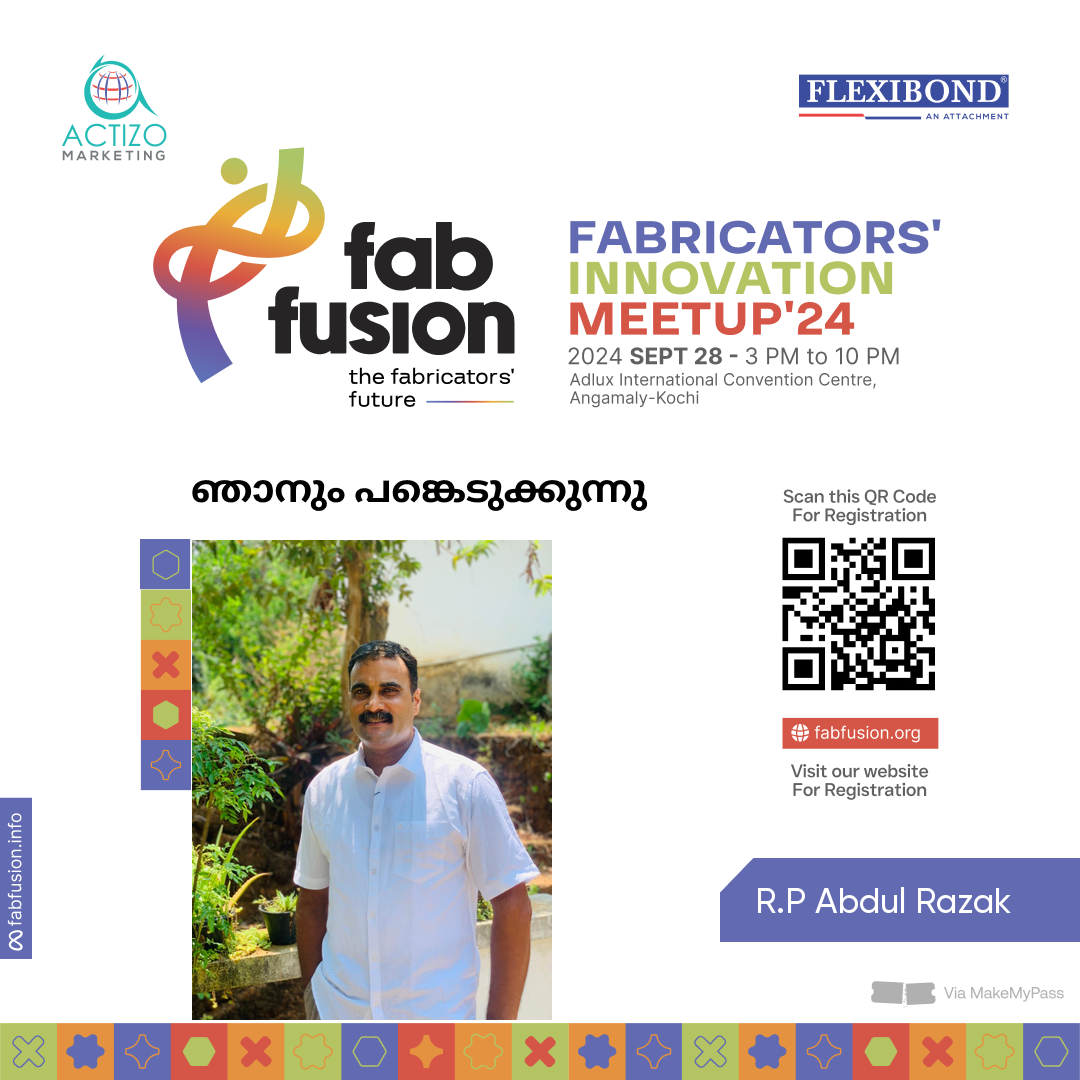 ACTIZO
MARKETING
FLEXIBOND®
AN ATTACHMENT
fab
fusion
the fabricators'
future
FABRICATORS'
INNOVATION
MEETUP'24
2024 SEPT 28 - 3 PM to 10 PM
Adlux International Convention Centre,
Angamaly-Kochi
ഞാനും പങ്കെടുക്കുന്നു
Scan this QR Code
For Registration
fabfusion.org
Visit our website
For Registration
fabfusion.info
R.P Abdul Razak
Via MakeMyPass